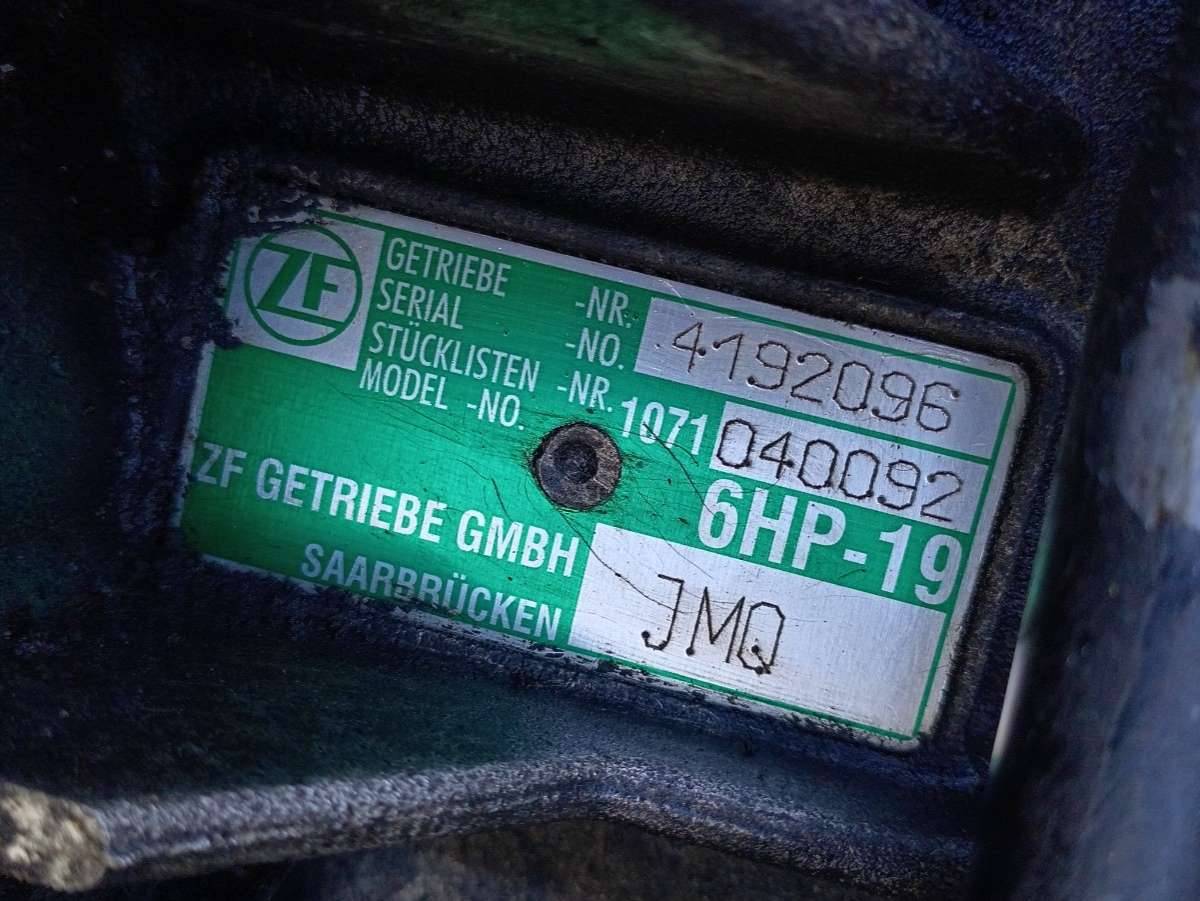 ZF
GETRIEBE -NR.
SERIAL -NO. 4192096
STÜCKLISTEN -NR.
MODEL -NO. 1071 040092
6HP-19
ZF GETRIEBE GMBH
SAARBRÜCKEN
JMQ